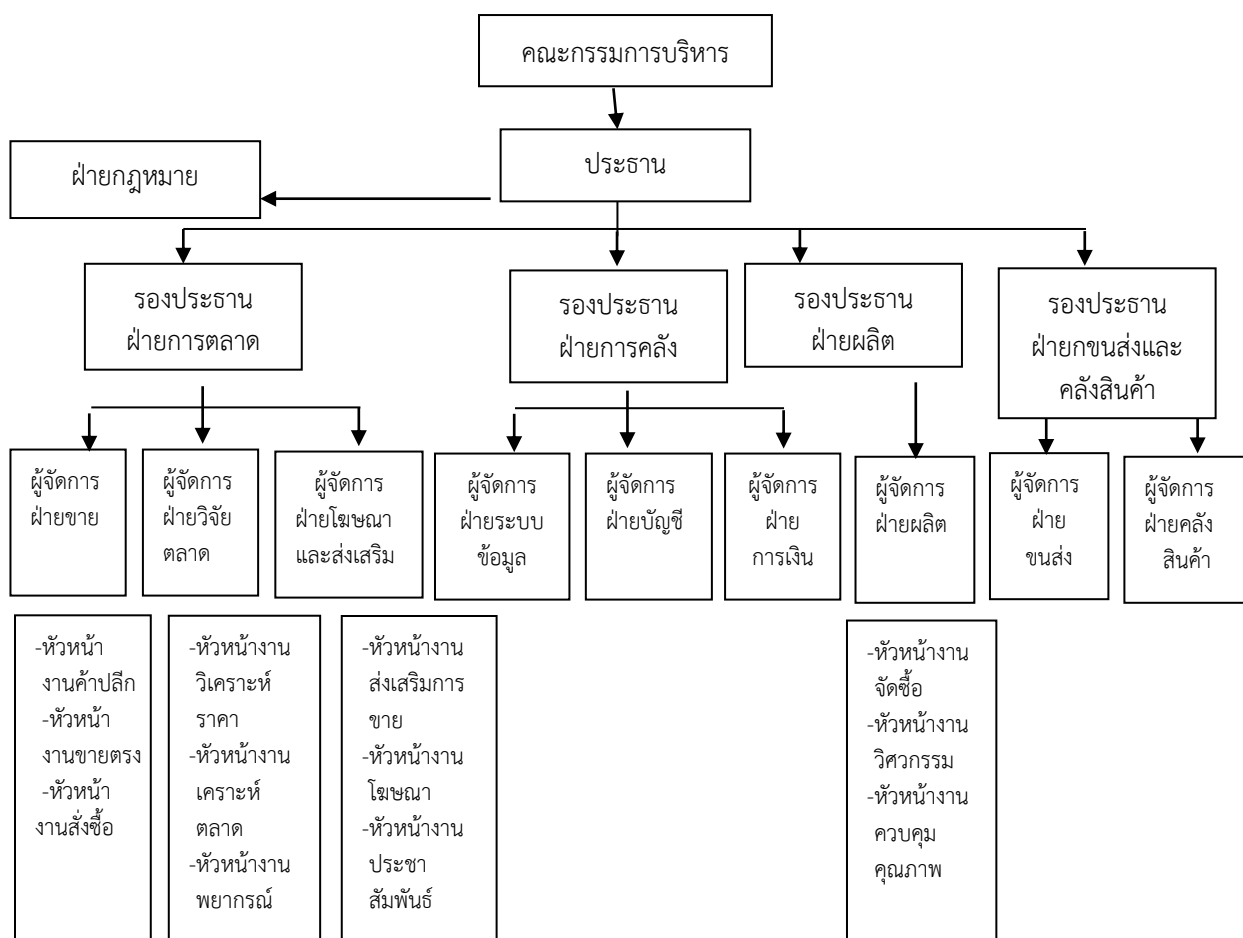 คณะกรรมการบริหาร
ประธาน
ฝ่ายกฎหมาย
รองประธาน
ฝ่ายการตลาด
รองประธาน
ฝ่ายการคลัง
รองประธาน
ฝ่ายผลิต
รองประธาน
ฝ่ายกขนส่งและ
คลังสินค้า
ผู้จัดการ
ฝ่ายขาย
ผู้จัดการ
ฝ่ายวิจัย
ตลาด
ผู้จัดการ
ฝ่ายโฆษณา
และส่งเสริม
ผู้จัดการ
ฝ่ายระบบ
ข้อมูล
ผู้จัดการ
ฝ่ายบัญชี
ผู้จัดการ
ฝ่าย
การเงิน
ผู้จัดการ
ฝ่ายผลิต
ผู้จัดการ
ฝ่าย
ขนส่ง
ผู้จัดการ
ฝ่ายคลัง
สินค้า
-หัวหน้า
งานค้าปลีก
-หัวหน้า
งานขายตรง
-หัวหน้า
งานสั่งซื้อ
-หัวหน้างาน
วิเคราะห์
ราคา
-หัวหน้างาน
เคราะห์
ตลาด
-หัวหน้างาน
พยากรณ์
-หัวหน้างาน
ส่งเสริมการ
ขาย
-หัวหน้างาน
โฆษณา
-หัวหน้างาน
ประชา
สัมพันธ์
-หัวหน้างาน
จัดซื้อ
-หัวหน้างาน
วิศวกรรม
-หัวหน้างาน
ควบคุม
คุณภาพ